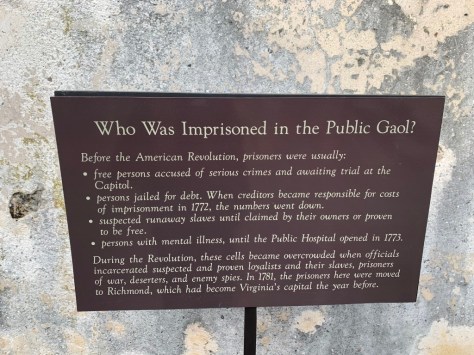 Who Was Imprisoned in the Public Gaol?
Before the American Revolution, prisoners were usually:
• free persons accused of serious crimes and awaiting trial at the
Capitol.
• persons jailed for debt. When creditors became responsible for costs
of imprisonment in 1772, the numbers went down.
• suspected runaway slaves until claimed by their owners or proven
to be free.
• persons with mental illness, until the Public Hospital opened in 1773.
During the Revolution, these cells became overcrowded when officials
incarcerated suspected and proven loyalists and their slaves, prisoners
of war, deserters, and enemy spies. In 1781, the prisoners here were moved
to Richmond, which had become Virginia's capital the year before.